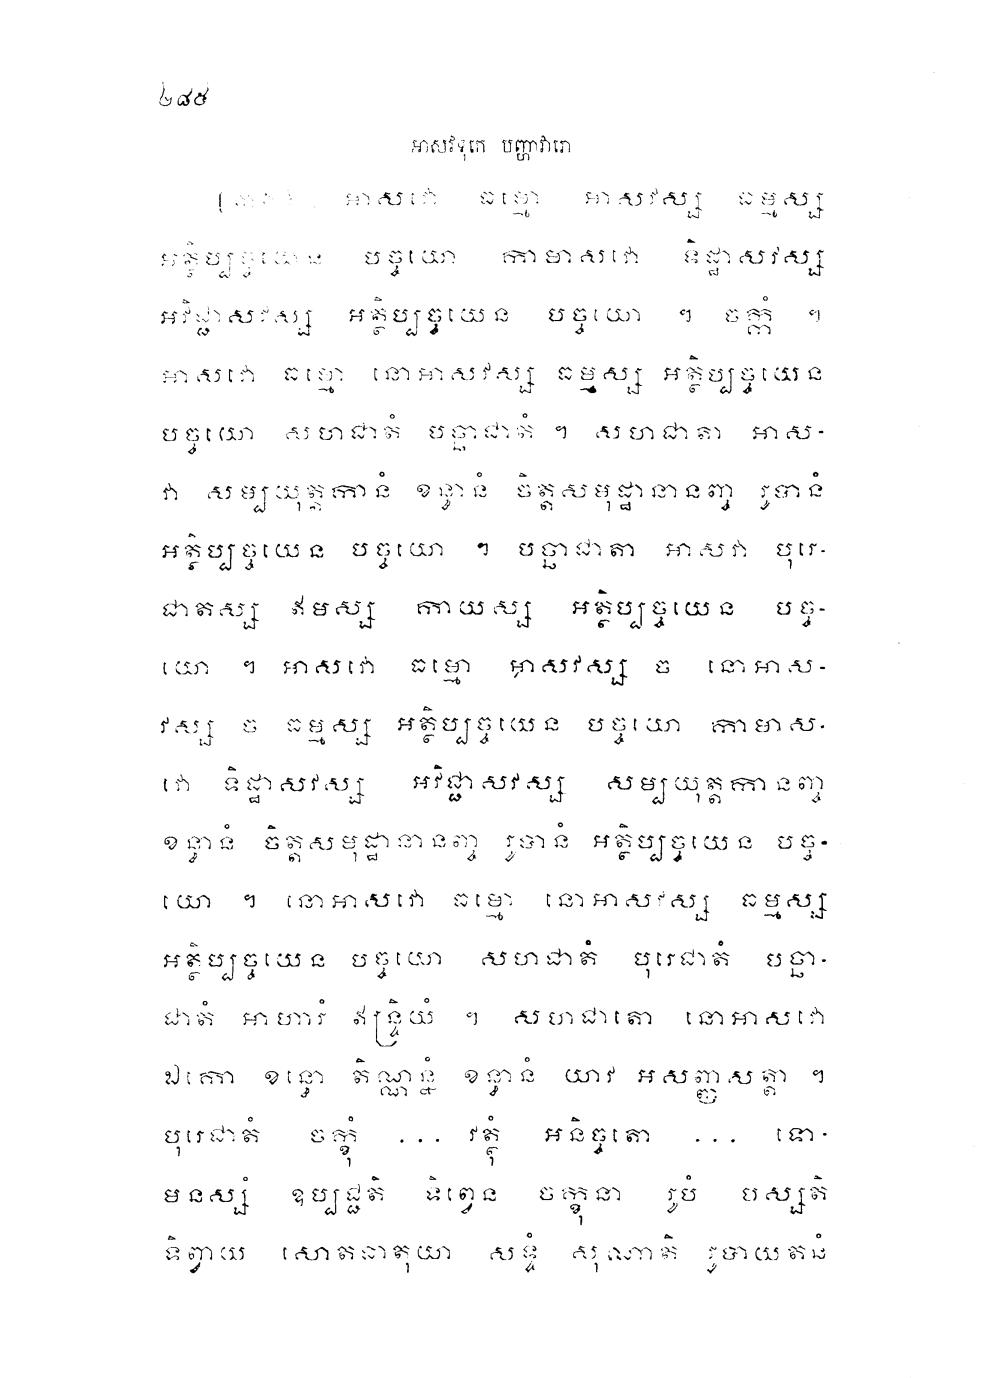 ២៨៥
អាសវទុកេ បញ្ហាវារោ
អាសវោ ធម្មោ អាសវស្ស ធម្មស្ស
អត្ថិប្បច្ចយេន បច្ចយោ កាមាសវោ ទិដ្ឋាសវស្ស
អវិជ្ជាសវស្ស អត្ថិប្បច្ចយេន បច្ចយោ ។ ចក្កំ ។
អាសវោ ធម្មោ នោអាសវស្ស ធម្មស្ស អត្ថិប្បច្ចយេន
បច្ចយោ សហជាតំ បច្ឆាជាតំ ។ សហជាតា អាស-
វា សម្បយុត្តកានំ ខន្ធានំ ចិត្តសមុដ្ឋានានញ្ច រូបានំ
អត្ថិប្បច្ចយេន បច្ចយោ ។ បច្ឆាជាតា អាសវា បុរេ-
ជាតស្ស ឥមស្ស កាយស្ស អត្ថិប្បច្ចយេន បច្ច-
យោ ។ អាសវោ ធម្មោ អាសវស្ស ច នោអាស-
វស្ស ច ធម្មស្ស អត្ថិប្បច្ចយេន បច្ចយោ កាមាស-
វោ ទិដ្ឋាសវស្ស អវិជ្ជាសវស្ស សម្បយុត្តកានញ្ច
ខន្ធានំ ចិត្តសមុដ្ឋានានញ្ច រូបានំ អត្ថិប្បច្ចយេន បច្ច-
យោ ។ នោអាសវោ ធម្មោ នោអាសវស្ស ធម្មស្ស
អត្ថិប្បច្ចយេន បច្ចយោ សហជាតំ បុរេជាតំ បច្ឆា-
ជាតំ អាហារំ ឥន្ទ្រិយំ ។ សហជាតោ នោអាសវោ
ឯកោ ខន្ធោ តិណ្ណន្នំ ខន្ធានំ យាវ អសញ្ញសត្តា ។
បុរេជាតំ ចក្ខុំ ... វត្ថុំ អនិច្ចតោ ... ទោ-
មនស្សំ ឧប្បជ្ជតិ ទិព្វេន ចក្ខុនា រូបំ បស្សតិ
ទិព្វាយ សោតធាតុយា សទ្ទំ សុណាតិ រូបាយតនំ